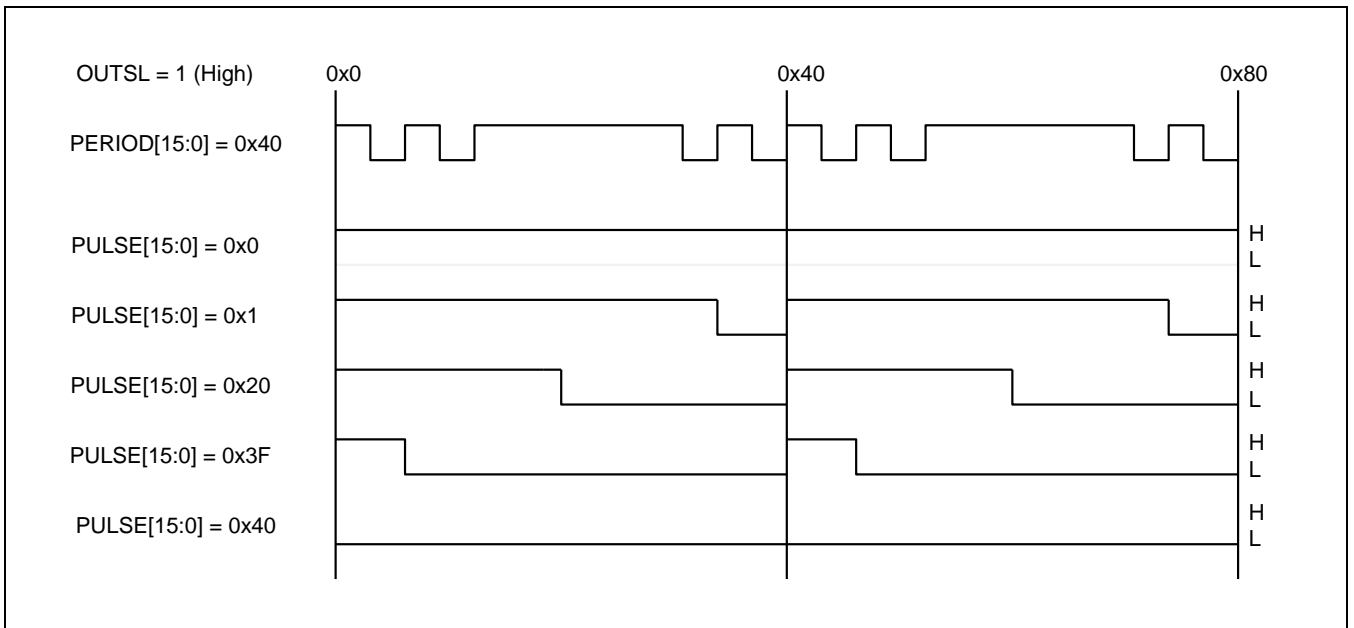 OUTSL = 1 (High) 0x0 0x40 0x80
PERIOD[15:0] = 0x40
PULSE[15:0] = 0x0 H
L
PULSE[15:0] = 0x1 H
L
PULSE[15:0] = 0x20 H
L
PULSE[15:0] = 0x3F H
L
PULSE[15:0] = 0x40 H
L